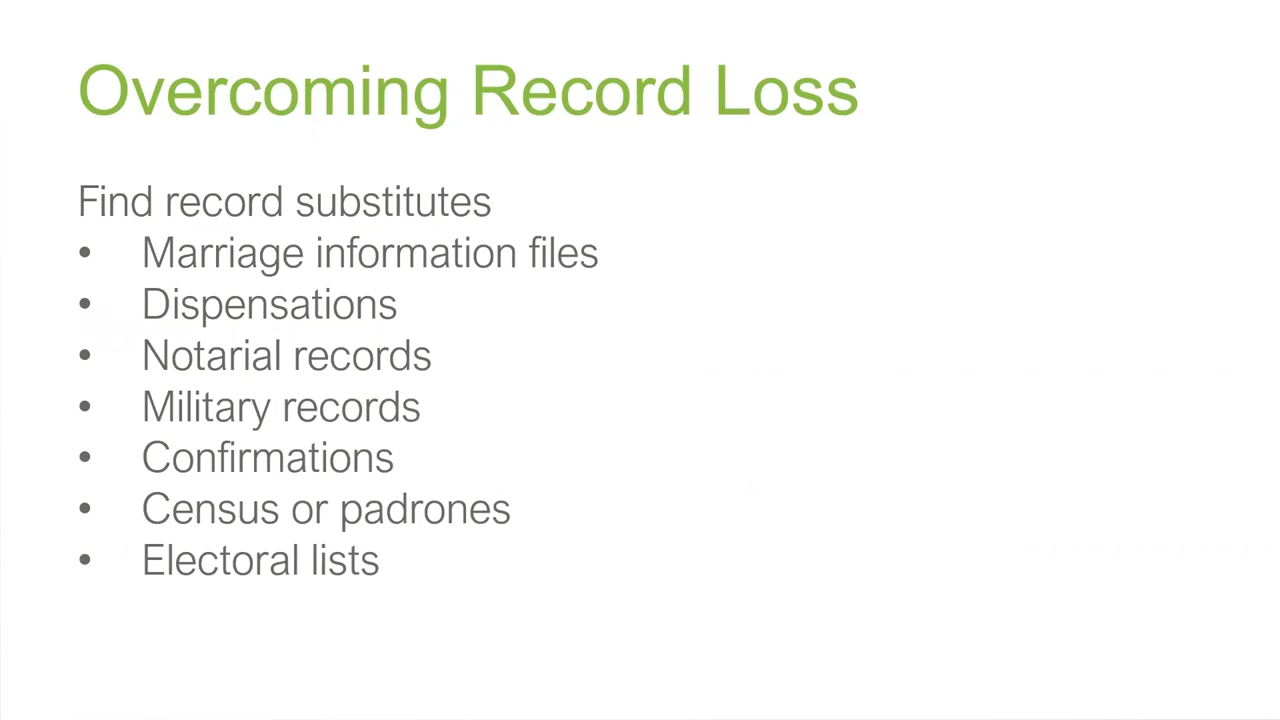 Overcoming Record Loss
Find record substitutes
• Marriage information files
• Dispensations
• Notarial records
• Military records
• Confirmations
• Census or padrones
• Electoral lists